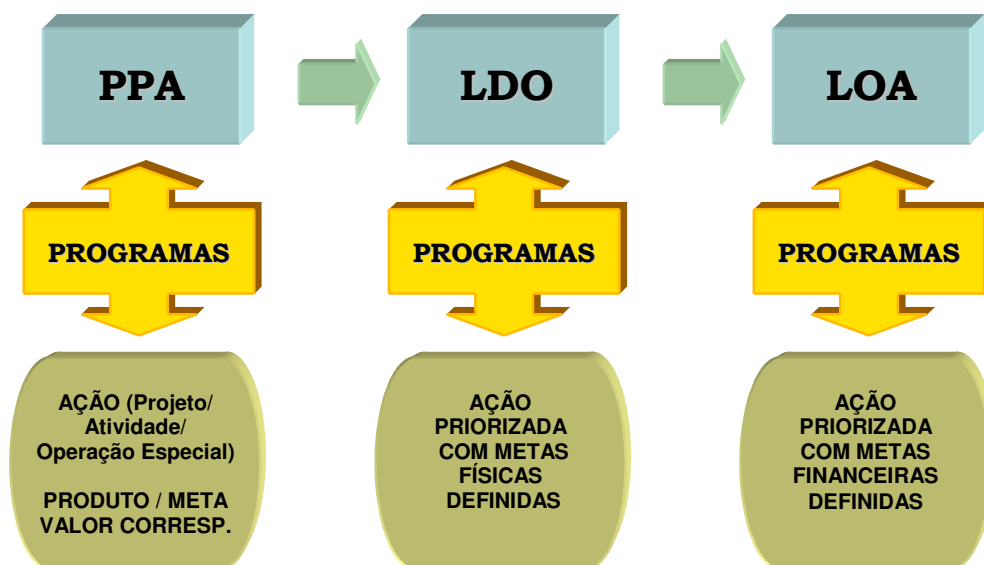 PPA
LDO
LOA
PROGRAMAS
PROGRAMAS
PROGRAMAS
AÇÃO (Projeto/
Atividade/
Operação Especial)
PRODUTO / META
VALOR CORRESP.
AÇÃO
PRIORIZADA
COM METAS
FÍSICAS
DEFINIDAS
AÇÃO
PRIORIZADA
COM METAS
FINANCEIRAS
DEFINIDAS